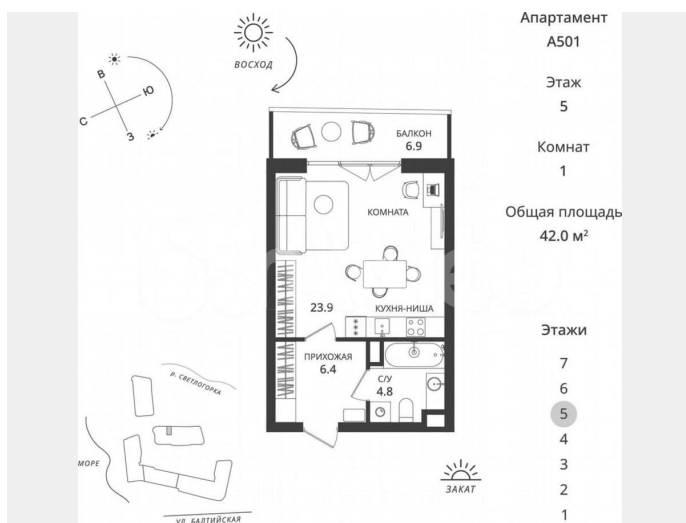 ВОСХОД
В
Ю
С
З
БАЛКОН
6.9
КОМНАТА
23.9
КУХНЯ-НИША
ПРИХОЖАЯ
6.4
С/У
4.8
Апартамент
А501
Этаж
5
Комнат
1
Общая площадь
42.0 м²
Этажи
7
6
5
4
3
2
1
р. СВЕТЛОГОРКА
МОРЕ
УЛ. БАЛТИЙСКАЯ
ЗАКАТ